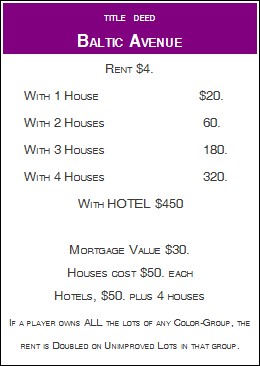 TITLE DEED
BALTIC AVENUE
RENT $4.
WITH 1 HOUSE $20.
WITH 2 HOUSES 60.
WITH 3 HOUSES 180.
WITH 4 HOUSES 320.
WITH HOTEL $450
MORTGAGE VALUE $30.
HOUSES COST $50. EACH
HOTELS, $50. PLUS 4 HOUSES
IF A PLAYER OWNS ALL THE LOTS OF ANY COLOR-GROUP, THE
RENT IS DOUBLED ON UNIMPROVED LOTS IN THAT GROUP.